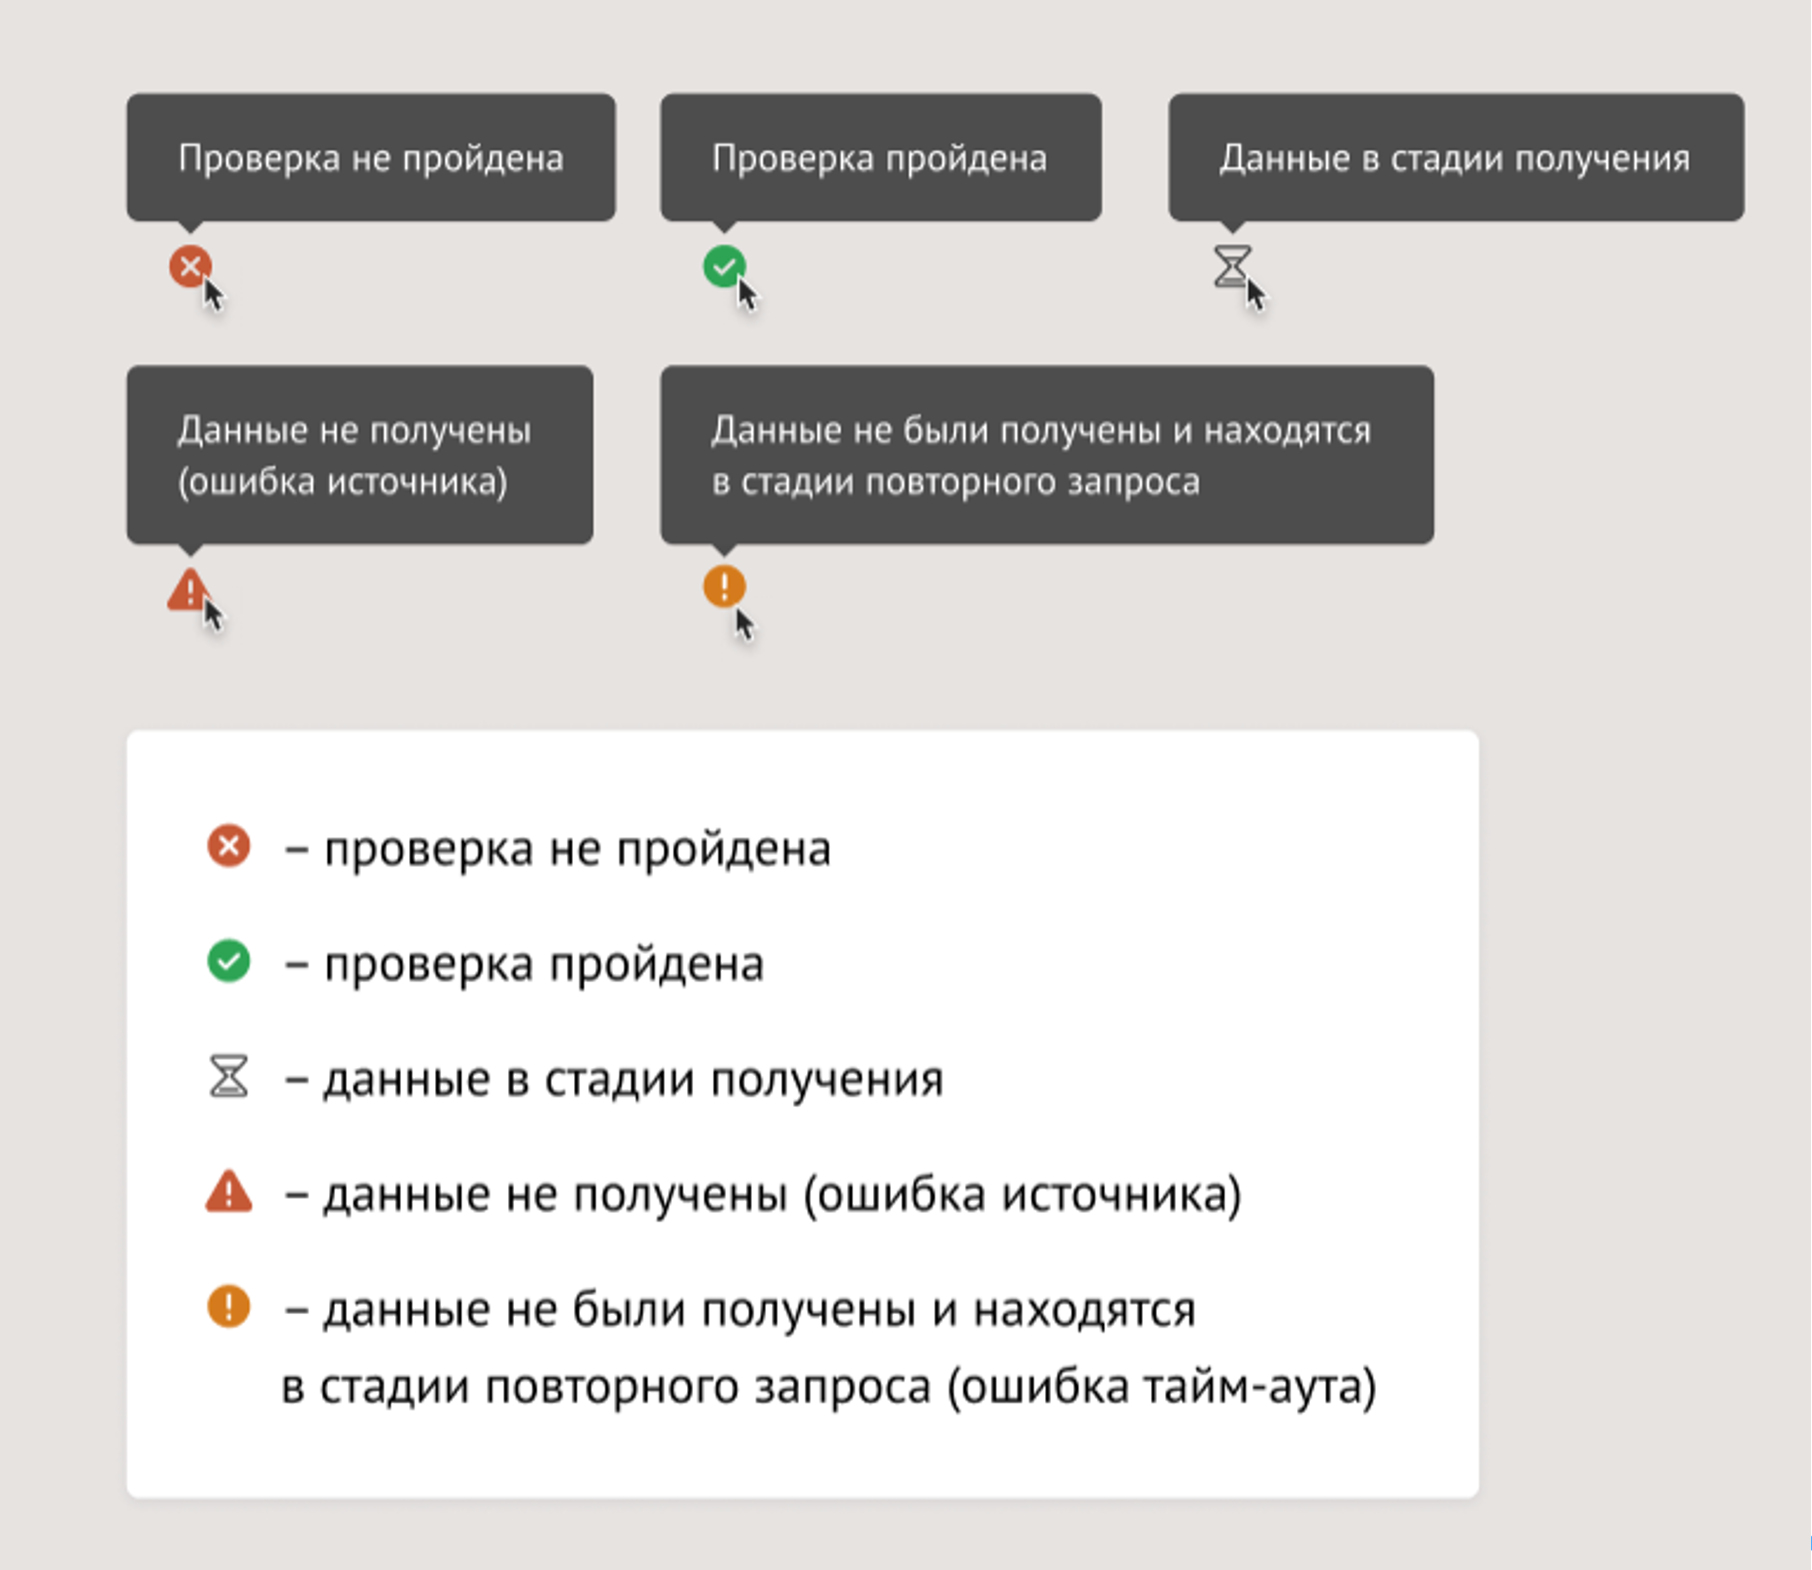 Проверка не пройдена
Проверка пройдена
Данные в стадии получения
Данные не получены
(ошибка источника)
Данные не были получены и находятся
в стадии повторного запроса
– проверка не пройдена
– проверка пройдена
– данные в стадии получения
– данные не получены (ошибка источника)
– данные не были получены и находятся
в стадии повторного запроса (ошибка тайм-аута)